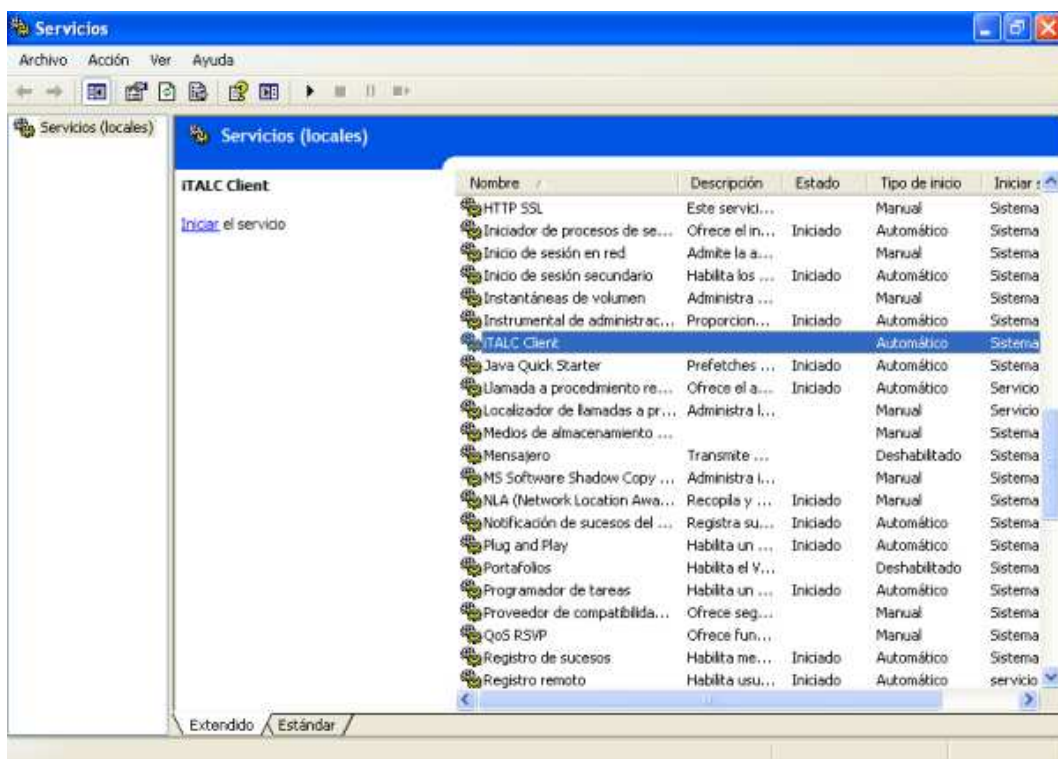 Servicios
Archivo Acción Ver Ayuda
Servicios (locales)
Servicios (locales)
iTALC Client
Iniciar el servicio
Nombre Descripción Estado Tipo de inicio Iniciar s
HTTP SSL Este servici... Manual Sistema
Iniciador de procesos de se... Ofrece el in... Iniciado Automático Sistema
Inicio de sesión en red Admite la a... Manual Sistema
Inicio de sesión secundario Habilita los ... Iniciado Automático Sistema
Instantáneas de volumen Administra ... Manual Sistema
Instrumental de administrac... Proporcion... Iniciado Automático Sistema
iTALC Client Automático Sistema
Java Quick Starter Prefetches ... Iniciado Automático Sistema
Llamada a procedimiento re... Ofrece el a... Iniciado Automático Servicio
Localizador de llamadas a pr... Administra l... Manual Servicio
Medios de almacenamiento ... Manual Sistema
Mensajero Transmite ... Deshabilitado Sistema
MS Software Shadow Copy ... Administra i... Manual Sistema
NLA (Network Location Awa... Recopila y ... Iniciado Manual Sistema
Notificación de sucesos del ... Registra su... Iniciado Automático Sistema
Plug and Play Habilita un ... Iniciado Automático Sistema
Portafolios Habilita el V... Deshabilitado Sistema
Programador de tareas Habilita un ... Iniciado Automático Sistema
Proveedor de compatibilida... Ofrece seg... Manual Sistema
QoS RSVP Ofrece fun... Manual Sistema
Registro de sucesos Habilita me... Iniciado Automático Sistema
Registro remoto Habilita usu... Iniciado Automático servicio
Extendido Estándar